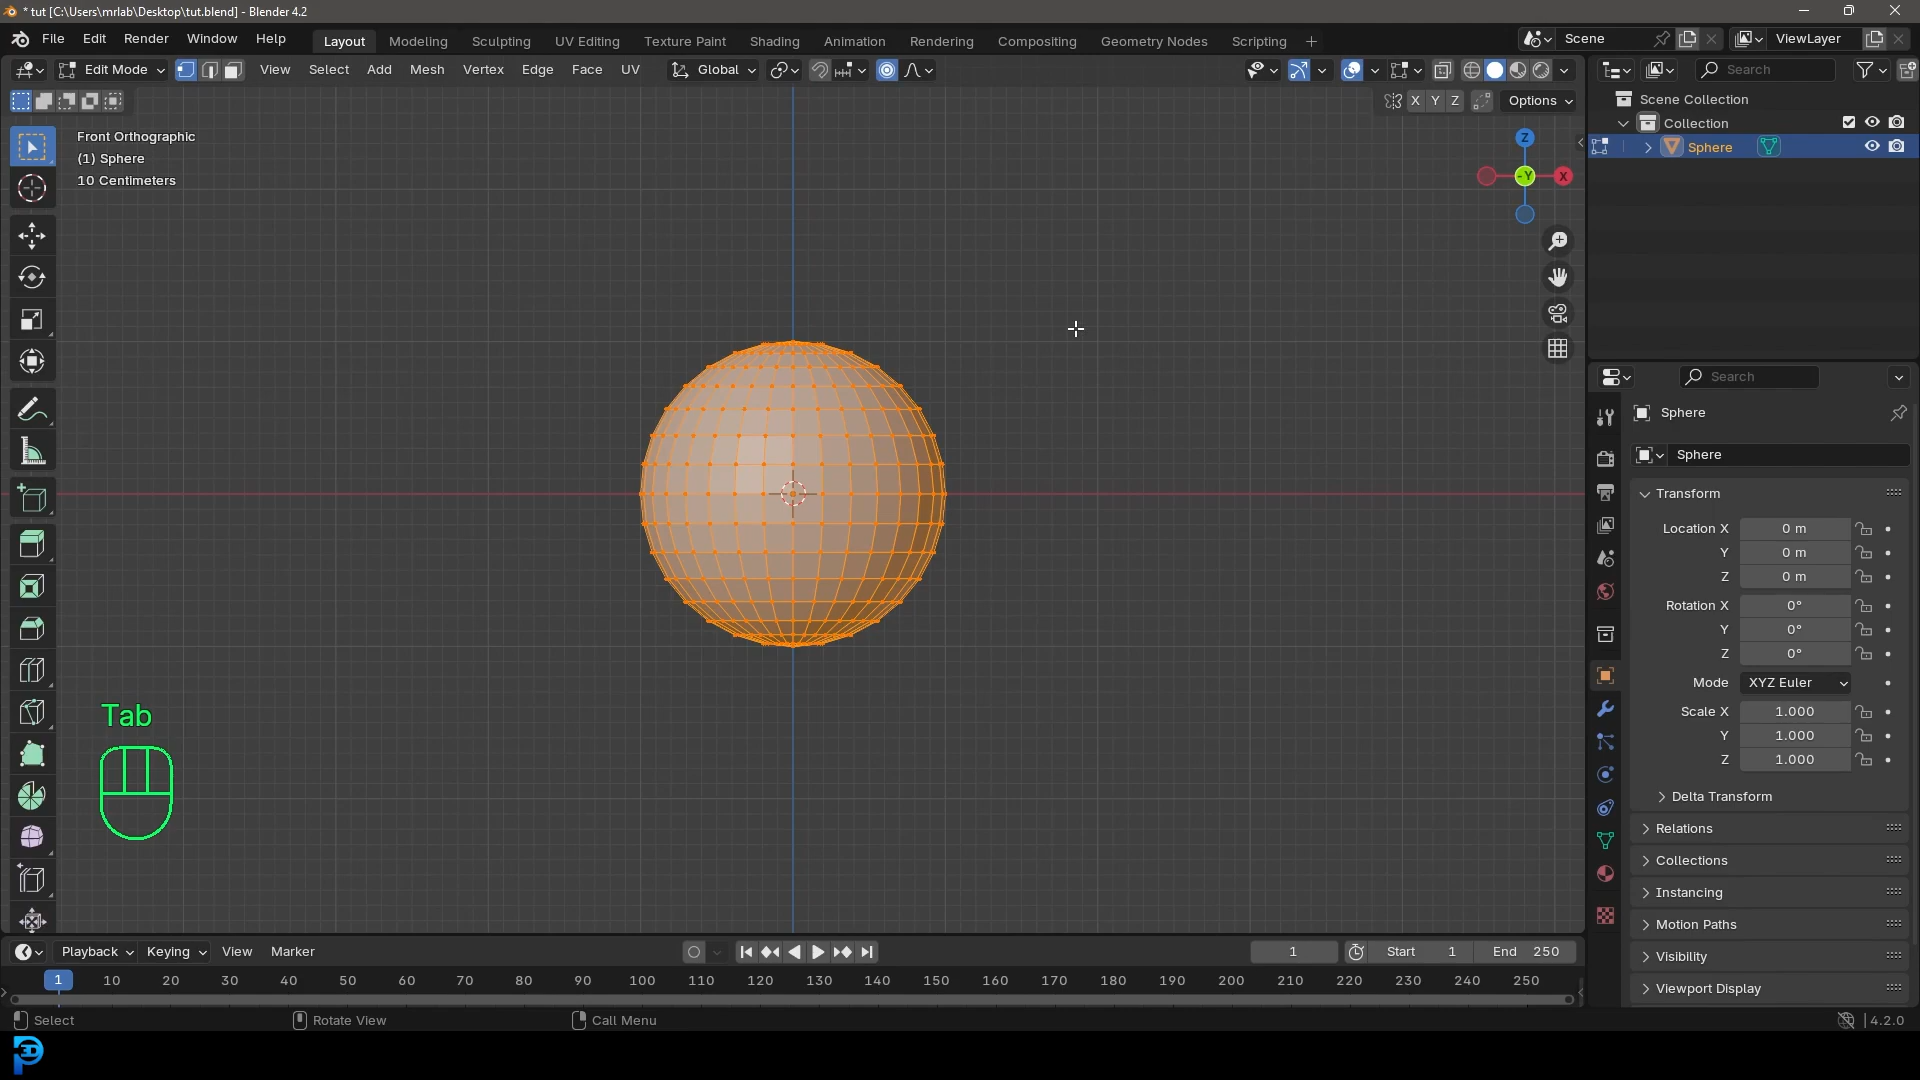 * tut [C:\Users\mrlab\Desktop\tut.blend] - Blender 4.2
File Edit Render Window Help
Layout Modeling Sculpting UV Editing Texture Paint Shading Animation Rendering Compositing Geometry Nodes Scripting +
Scene
ViewLayer
Edit Mode View Select Add Mesh Vertex Edge Face UV Global
Search
X Y Z Options
Scene Collection
Collection
Sphere
Front Orthographic
(1) Sphere
10 Centimeters
Z
-Y
X
Search
Sphere
Sphere
Transform
Location X 0 m
Y 0 m
Z 0 m
Rotation X 0°
Y 0°
Z 0°
Mode XYZ Euler
Scale X 1.000
Y 1.000
Z 1.000
Delta Transform
Relations
Collections
Instancing
Motion Paths
Visibility
Viewport Display
Tab
Playback Keying View Marker
1 Start 1 End 250
1 10 20 30 40 50 60 70 80 90 100 110 120 130 140 150 160 170 180 190 200 210 220 230 240 250
Select Rotate View Call Menu
4.2.0
3D